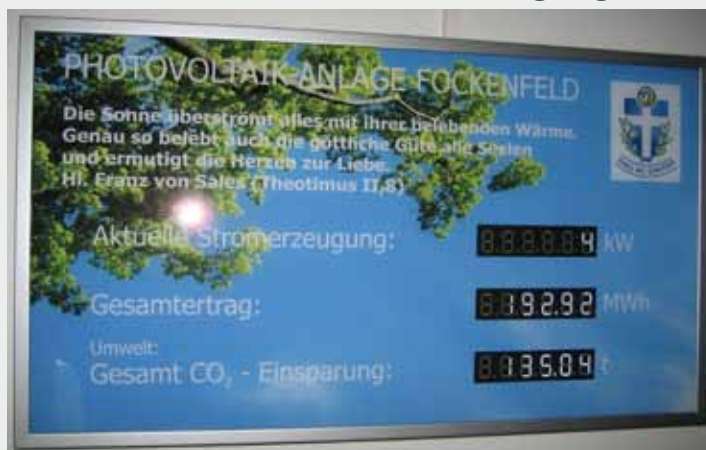 PHOTOVOLTAIK-ANLAGE FOCKENFELD
Die Sonne überströmt alles mit ihrer belebenden Wärme.
Genau so belebt auch die göttliche Güte alle Seelen
und ermutigt die Herzen zur Liebe.
Hl. Franz von Sales (Theotimus II,8)
Aktuelle Stromerzeugung: 4 kW
Gesamtertrag: 192.92 MWh
Umwelt:
Gesamt CO₂ - Einsparung: 135.04 t